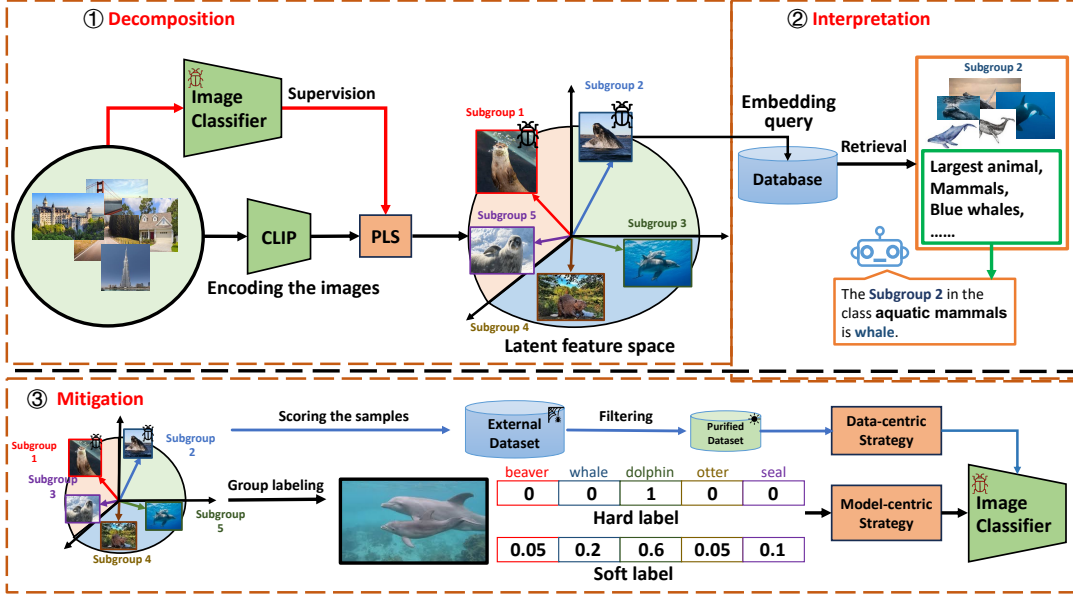 ① Decomposition
Image
Classifier
Supervision
CLIP
PLS
Encoding the images
Subgroup 1
Subgroup 2
Subgroup 5
Subgroup 3
Subgroup 4
Latent feature space
② Interpretation
Embedding
query
Database
Retrieval
Subgroup 2
Largest animal,
Mammals,
Blue whales,
......
The Subgroup 2 in the
class aquatic mammals
is whale.
③ Mitigation
Subgroup
1
Subgroup
2
Subgroup
3
Subgroup
5
Subgroup 4
Scoring the samples
External
Dataset
Filtering
Purified
Dataset
Data-centric
Strategy
Group labeling
beaver whale dolphin otter seal
0 0 1 0 0
Hard label
0.05 0.2 0.6 0.05 0.1
Soft label
Model-centric
Strategy
Image
Classifier